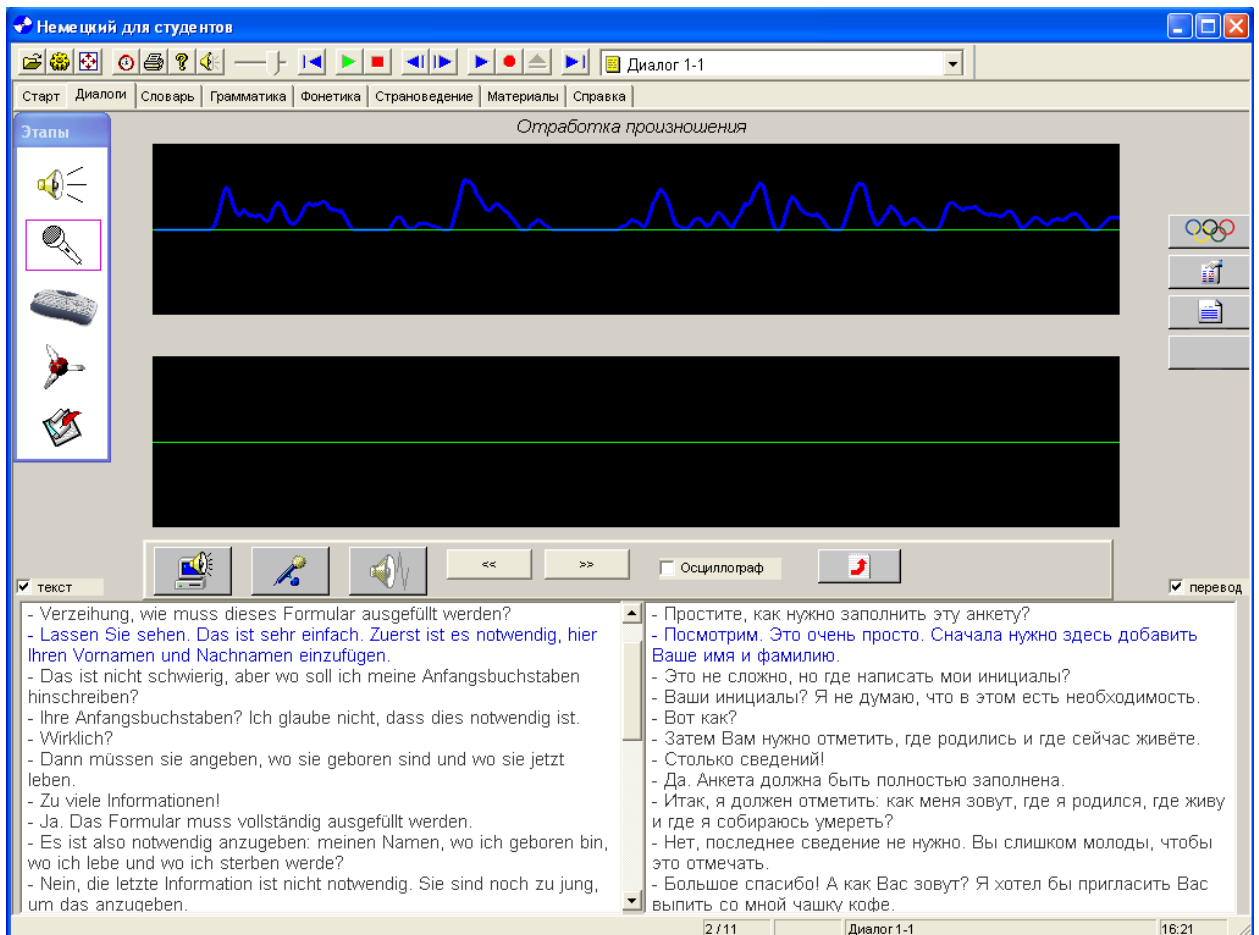 Немецкий для студентов
Диалог 1-1
Старт Диалоги Словарь Грамматика Фонетика Страноведение Материалы Справка
Этапы
Отработка произношения
<< >> Осциллограф
текст
перевод
- Verzeihung, wie muss dieses Formular ausgefüllt werden?
- Lassen Sie sehen. Das ist sehr einfach. Zuerst ist es notwendig, hier
Ihren Vornamen und Nachnamen einzufügen.
- Das ist nicht schwierig, aber wo soll ich meine Anfangsbuchstaben
hinschreiben?
- Ihre Anfangsbuchstaben? Ich glaube nicht, dass dies notwendig ist.
- Wirklich?
- Dann müssen sie angeben, wo sie geboren sind und wo sie jetzt
leben.
- Zu viele Informationen!
- Ja. Das Formular muss vollständig ausgefüllt werden.
- Es ist also notwendig anzugeben: meinen Namen, wo ich geboren bin,
wo ich lebe und wo ich sterben werde?
- Nein, die letzte Information ist nicht notwendig. Sie sind noch zu jung,
um das anzugeben.
- Простите, как нужно заполнить эту анкету?
- Посмотрим. Это очень просто. Сначала нужно здесь добавить
Ваше имя и фамилию.
- Это не сложно, но где написать мои инициалы?
- Ваши инициалы? Я не думаю, что в этом есть необходимость.
- Вот как?
- Затем Вам нужно отметить, где родились и где сейчас живёте.
- Столько сведений!
- Да. Анкета должна быть полностью заполнена.
- Итак, я должен отметить: как меня зовут, где я родился, где живу
и где я собираюсь умереть?
- Нет, последнее сведение не нужно. Вы слишком молоды, чтобы
это отмечать.
- Большое спасибо! А как Вас зовут? Я хотел бы пригласить Вас
выпить со мной чашку кофе.
2 / 11 Диалог 1-1 16:21